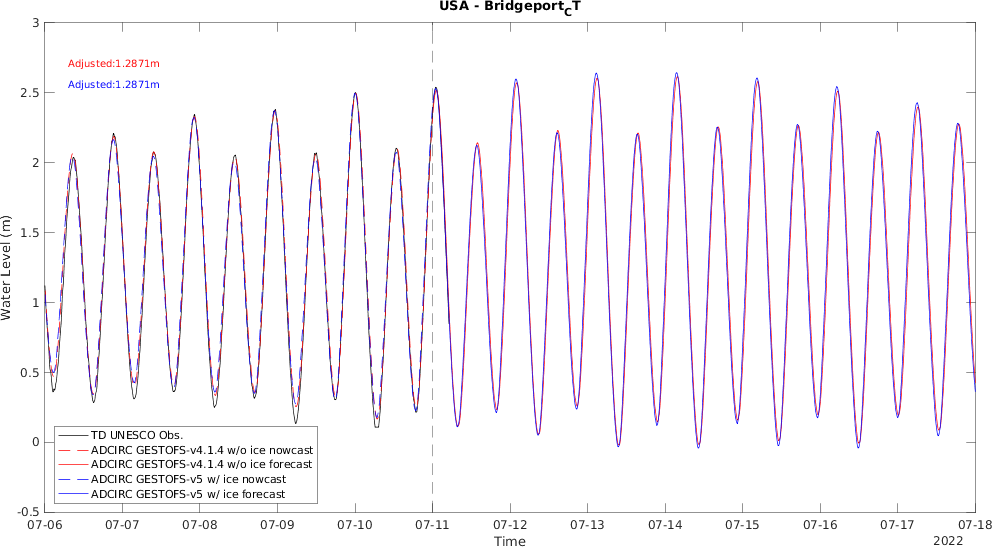 USA - BridgeportCT
3
2.5
2
1.5
1
0.5
0
-0.5
Water Level (m)
Adjusted:1.2871m
Adjusted:1.2871m
TD UNESCO Obs.
ADCIRC GESTOFS-v4.1.4 w/o ice nowcast
ADCIRC GESTOFS-v4.1.4 w/o ice forecast
ADCIRC GESTOFS-v5 w/ ice nowcast
ADCIRC GESTOFS-v5 w/ ice forecast
07-06 07-07 07-08 07-09 07-10 07-11 07-12 07-13 07-14 07-15 07-16 07-17 07-18
Time
2022